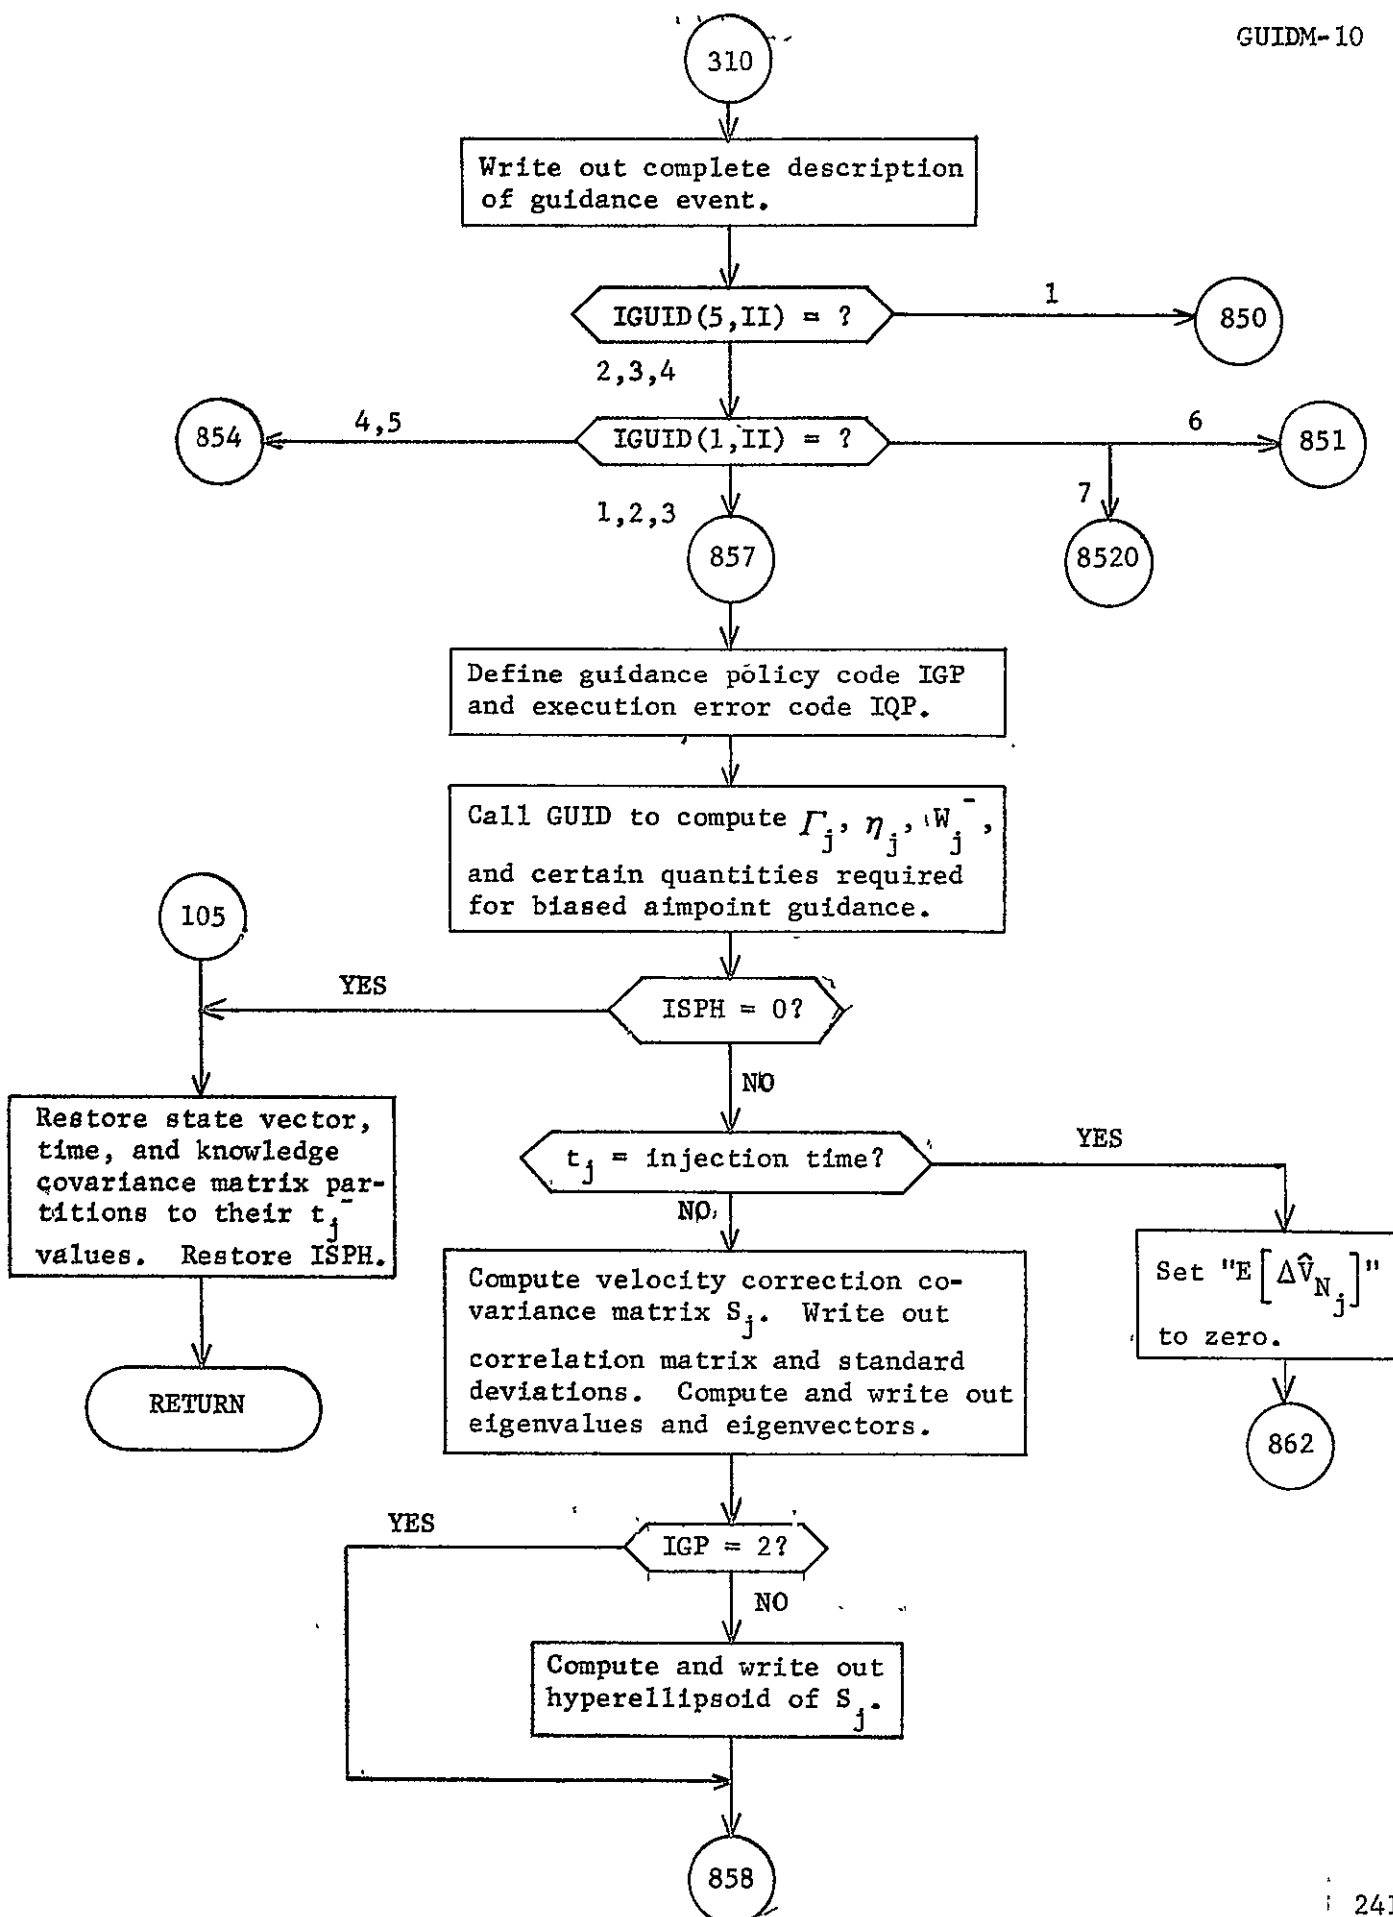 GUIDM-10
310
Write out complete description
of guidance event.
IGUID(5,II) = ?
1
850
2,3,4
854
4,5
IGUID(1,II) = ?
6
851
1,2,3
7
857
8520
Define guidance policy code IGP
and execution error code IQP.
Call GUID to compute Γj, ηj, Wj⁻,
and certain quantities required
for biased aimpoint guidance.
105
YES
ISPH = 0?
NO
Restore state vector,
time, and knowledge
covariance matrix par-
titions to their tj⁻
values. Restore ISPH.
RETURN
tj = injection time?
YES
NO
Compute velocity correction co-
variance matrix Sj. Write out
correlation matrix and standard
deviations. Compute and write out
eigenvalues and eigenvectors.
Set "E[ΔV̂Nj]"
to zero.
862
YES
IGP = 2?
NO
Compute and write out
hyperellipsoid of Sj.
858
241